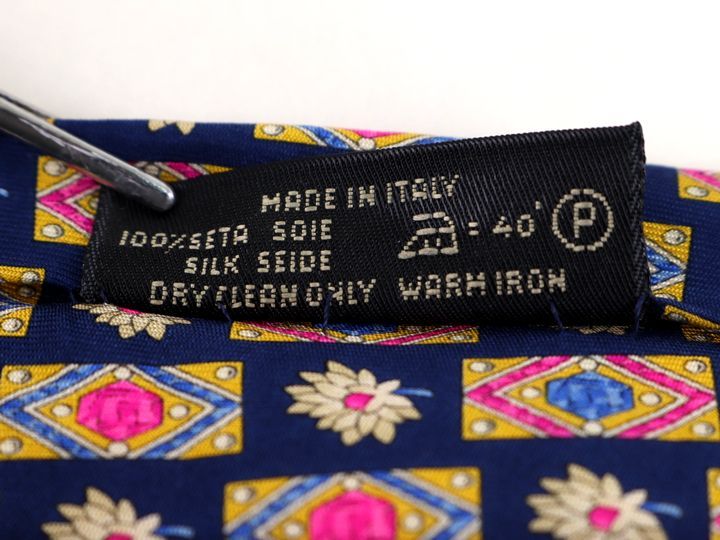 MADE IN ITALY
100% SETA SOIE = 40' P
SILK SEIDE
DRY CLEAN ONLY WARM IRON